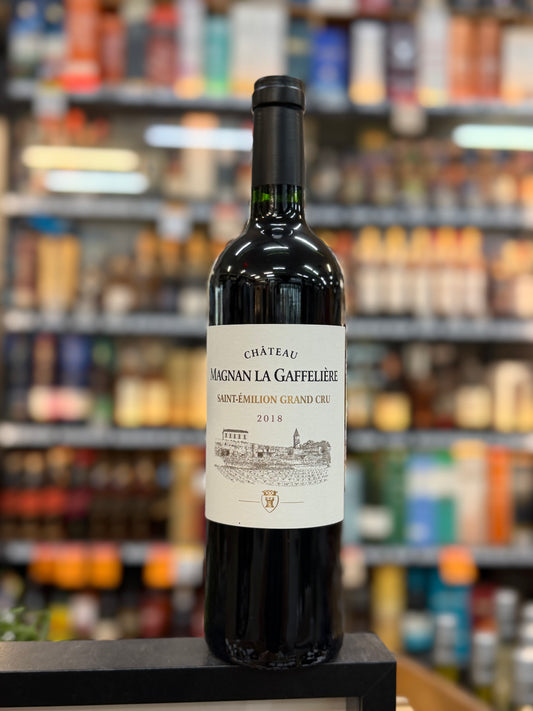 CHÂTEAU
MAGNAN LA GAFFELIÈRE
SAINT-ÉMILION GRAND CRU
2018